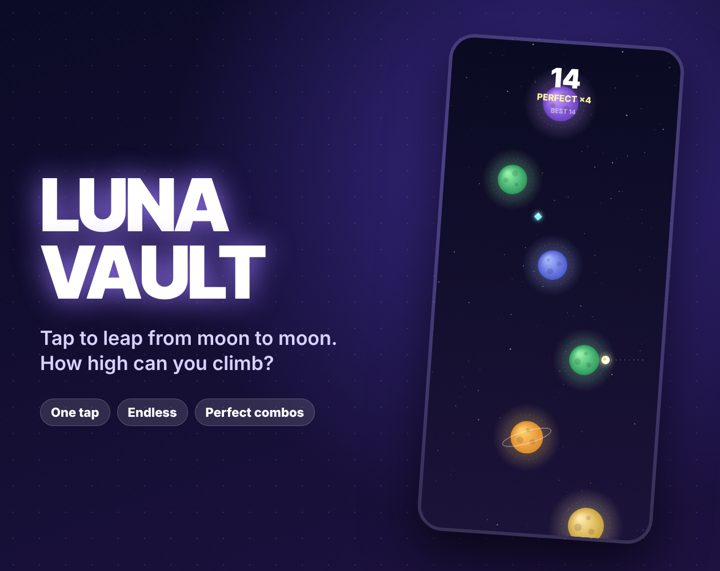 LUNA
VAULT
Tap to leap from moon to moon.
How high can you climb?
One tap
Endless
Perfect combos
14
PERFECT ×4
BEST 14